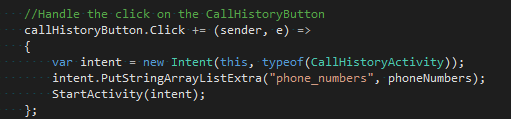 //Handle the click on the CallHistoryButton
callHistoryButton.Click += (sender, e) =>
{
    var intent = new Intent(this, typeof(CallHistoryActivity));
    intent.PutStringArrayListExtra("phone_numbers", phoneNumbers);
    StartActivity(intent);
};